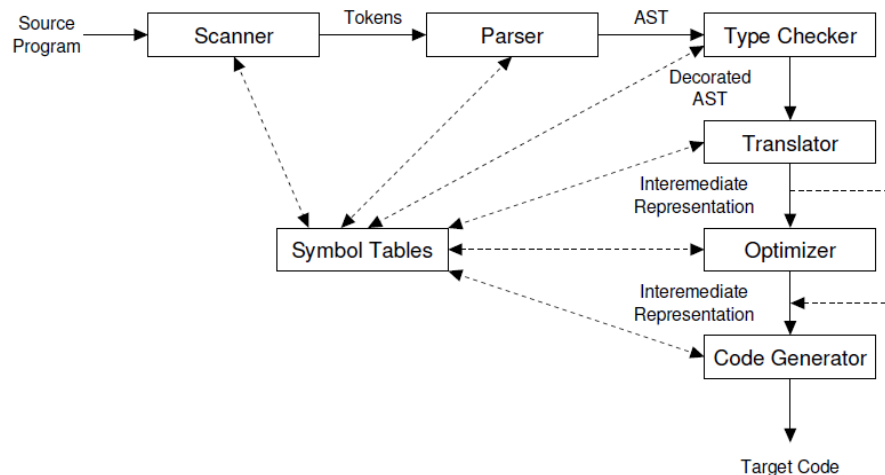 Source
Program
Scanner
Tokens
Parser
AST
Type Checker
Decorated
AST
Translator
Interemediate
Representation
Symbol Tables
Optimizer
Interemediate
Representation
Code Generator
Target Code